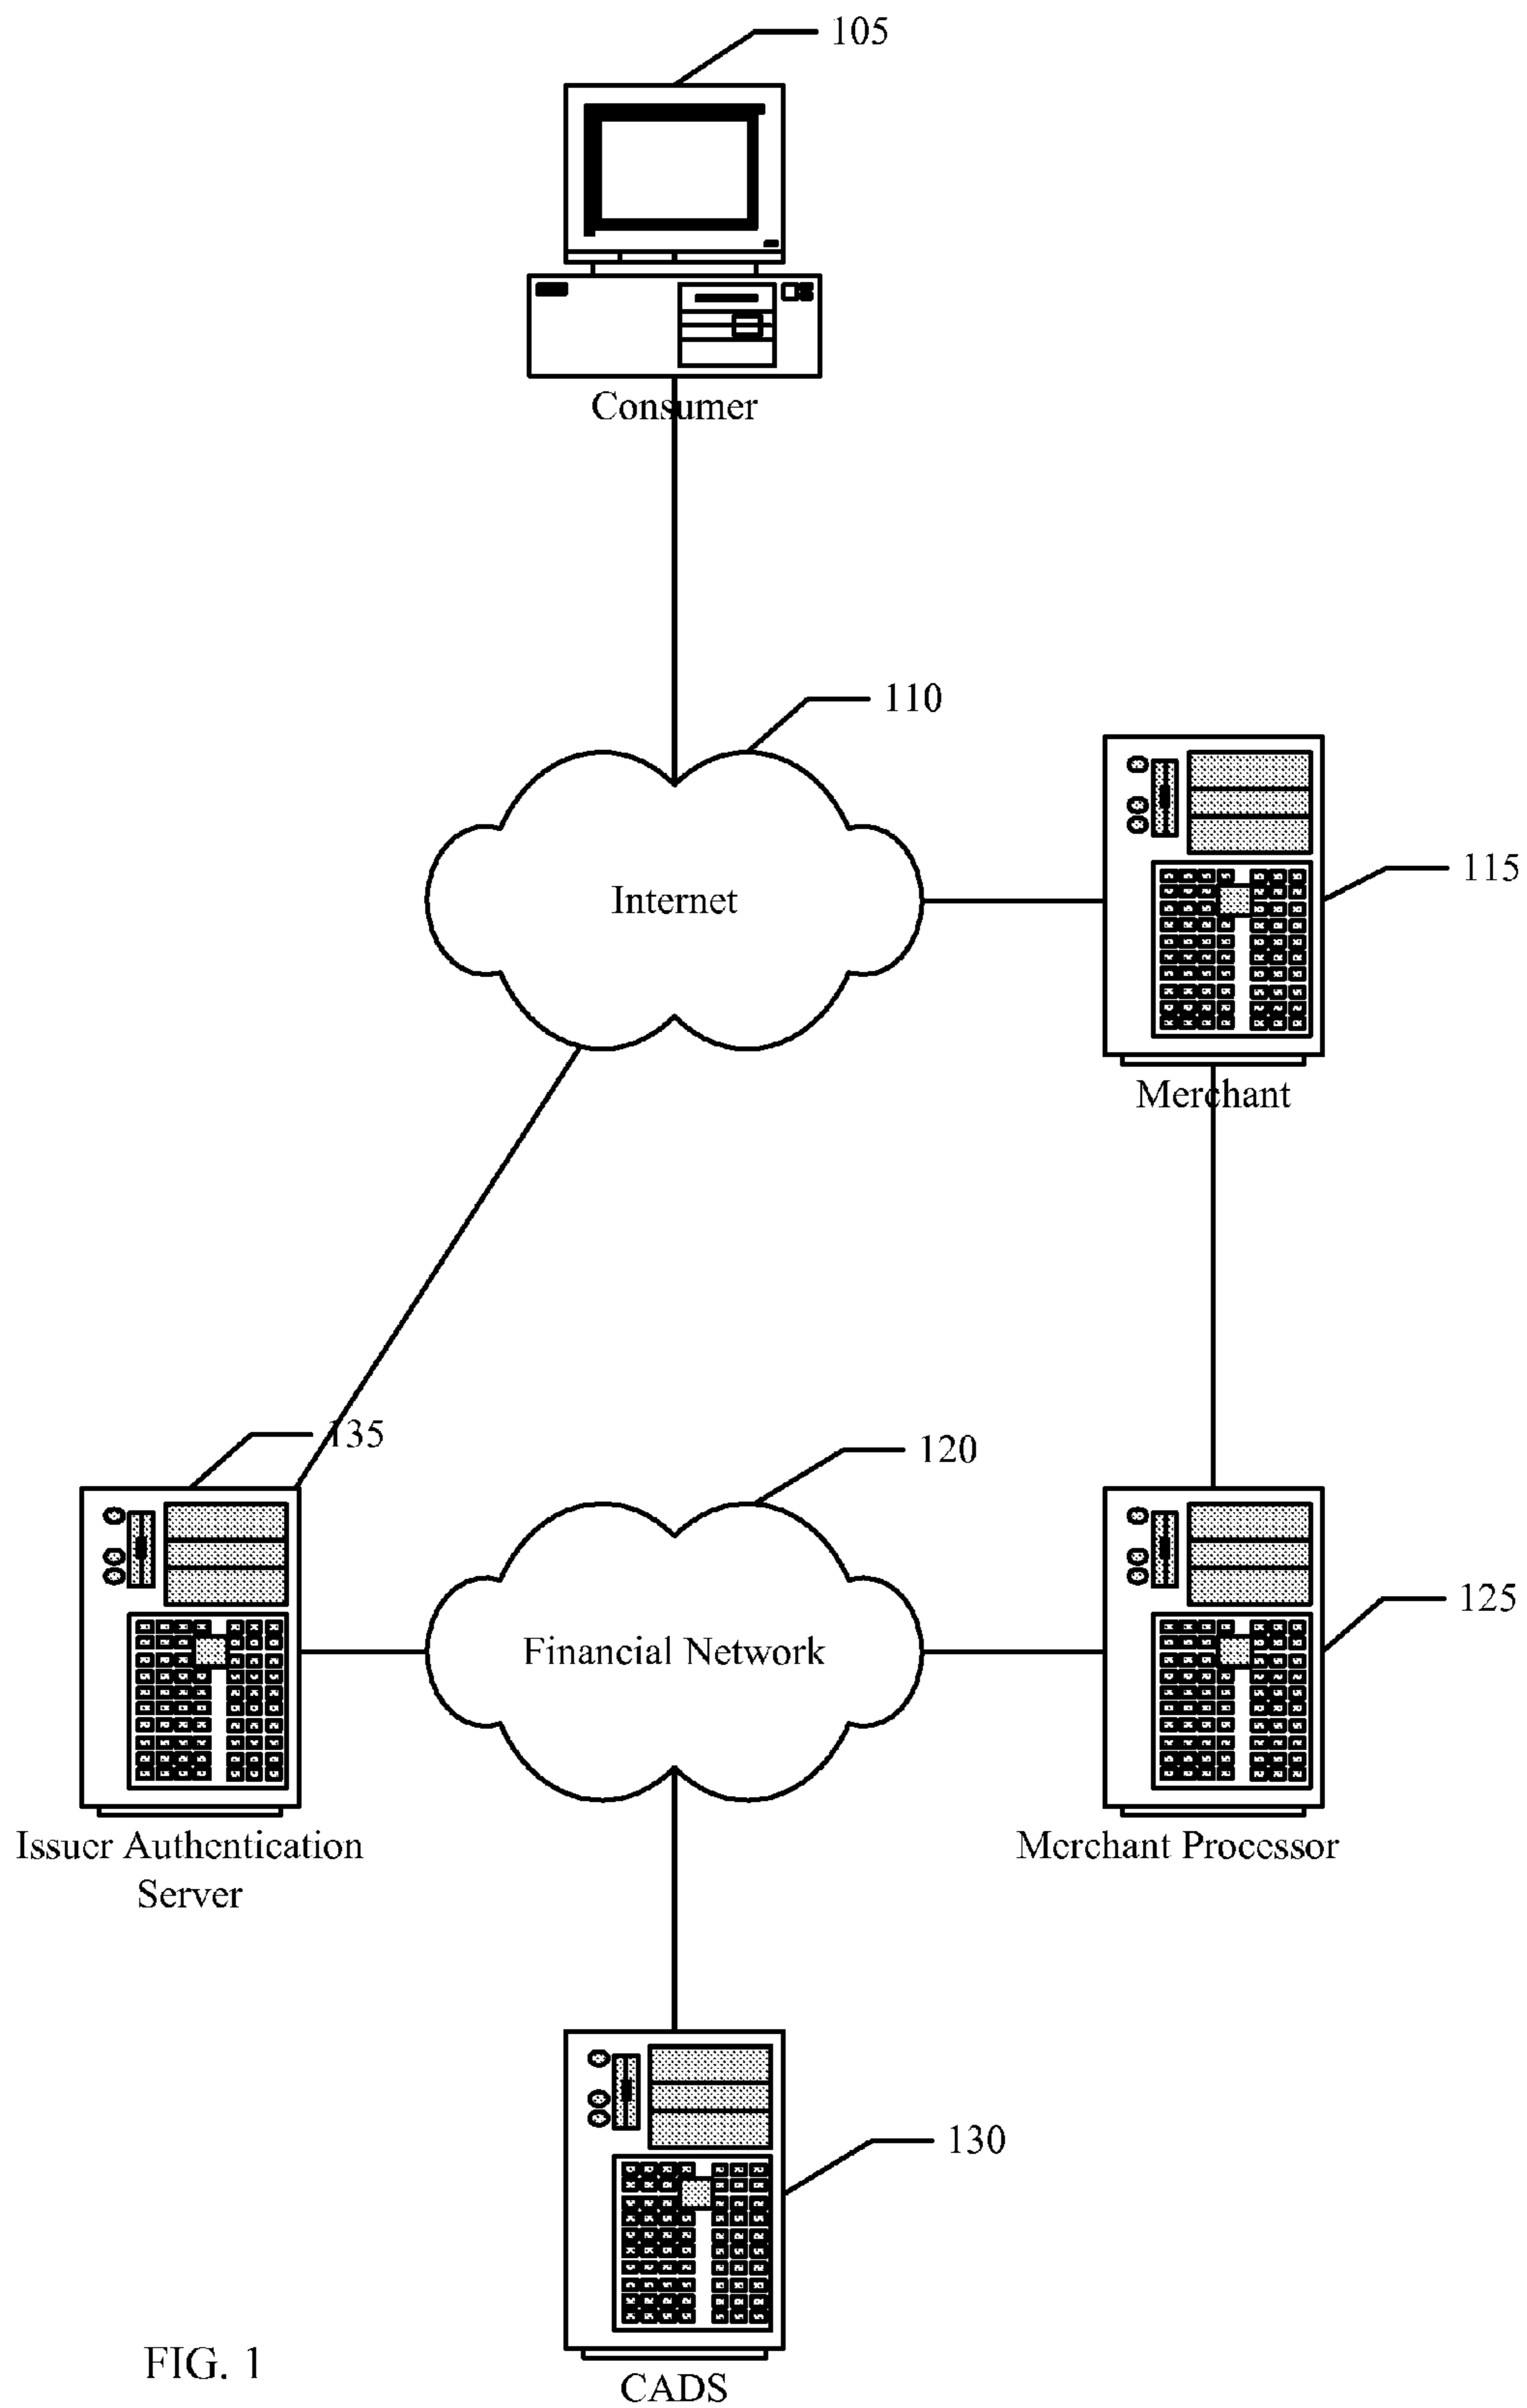 105
Consumer
110
Internet
115
Merchant
135
120
Financial Network
125
Issuer Authentication
Server
Merchant Processor
130
FIG. 1
CADS